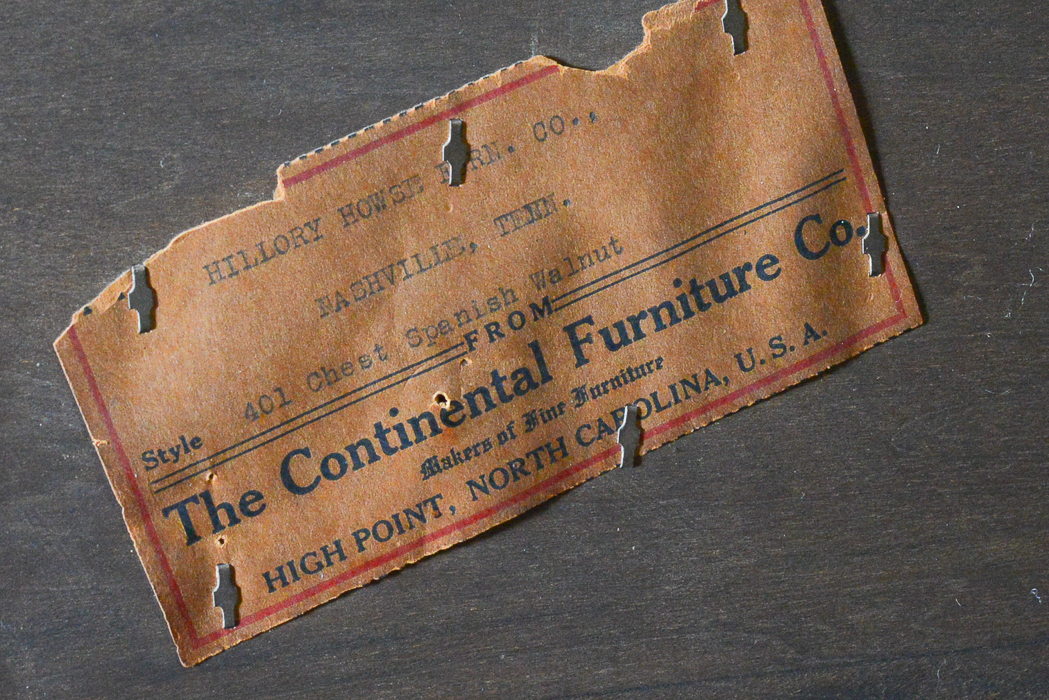 HILLORY HOWSE FURN. CO.,
NASHVILLE, TENN.
Style 401 Chest Spanish Walnut
FROM
The Continental Furniture Co.
Makers of Fine Furniture
HIGH POINT, NORTH CAROLINA, U.S.A.